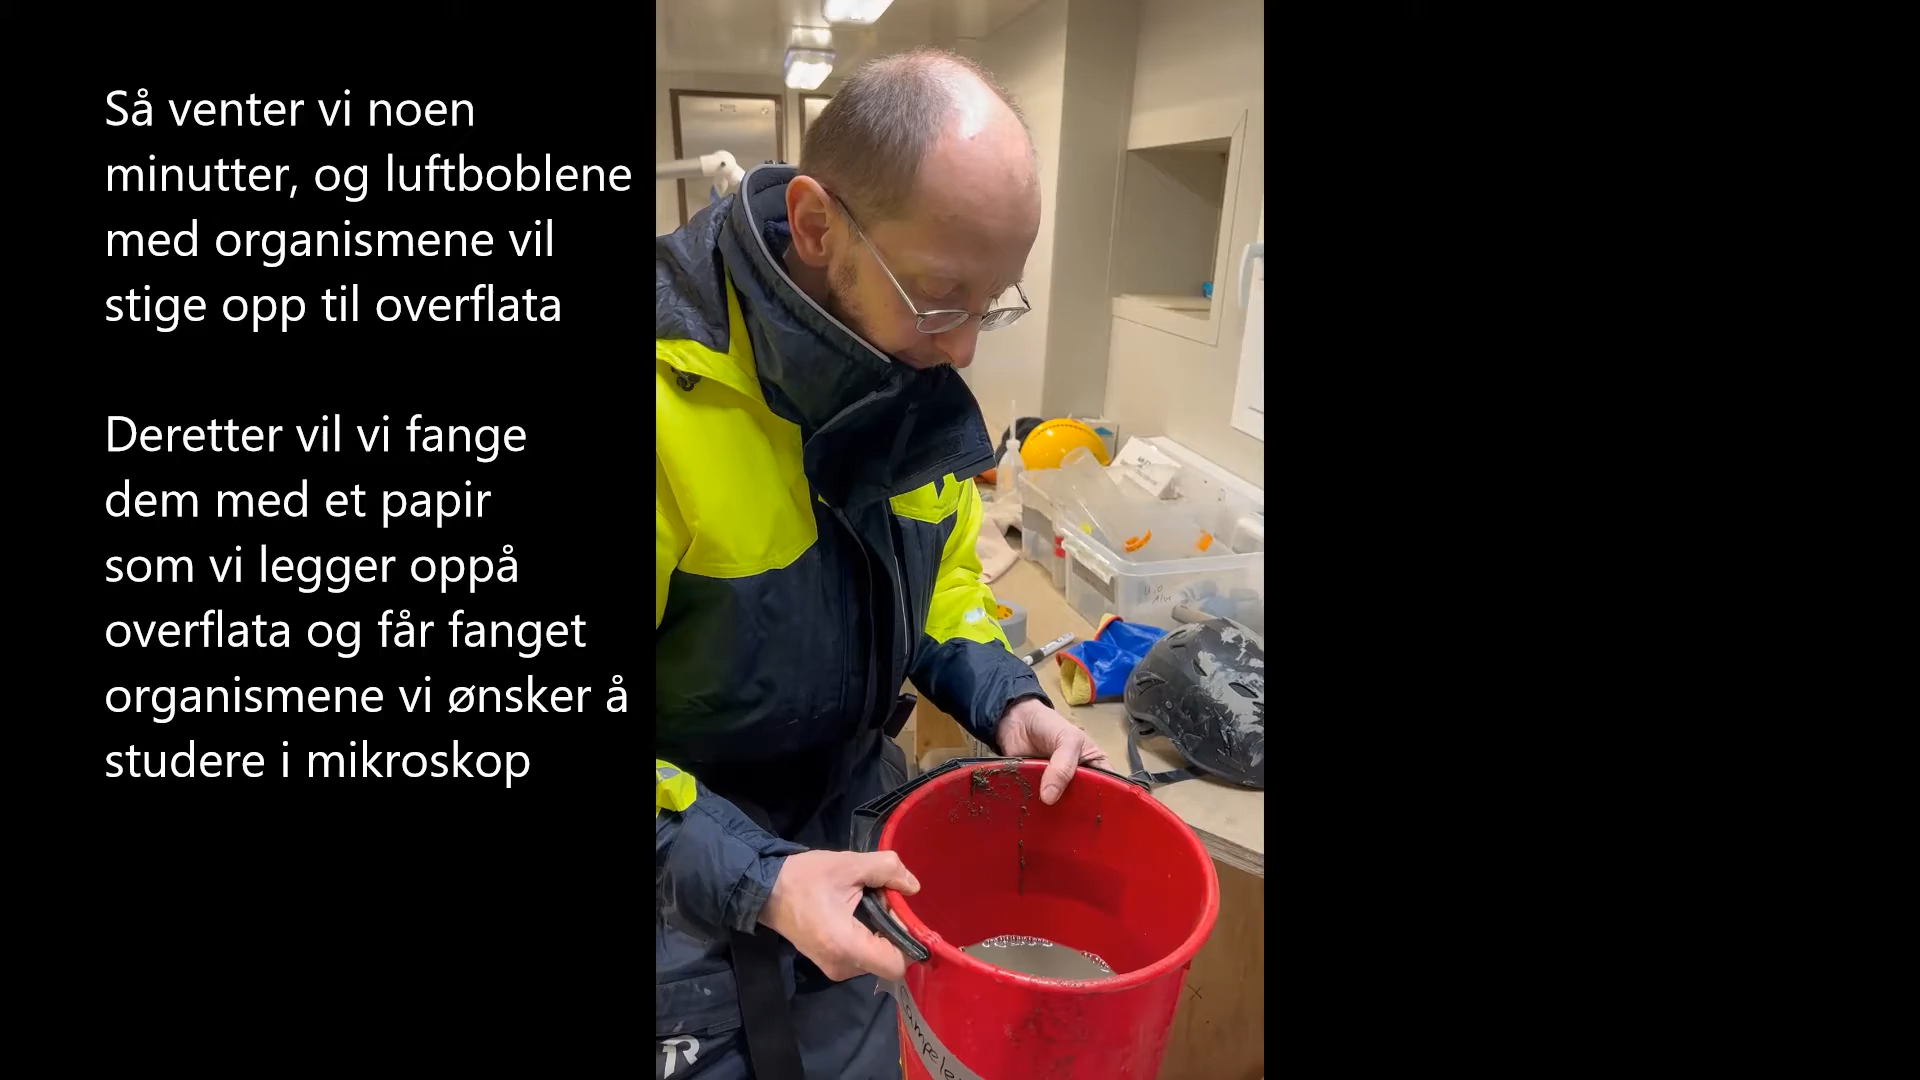 Så venter vi noen
minutter, og luftboblene
med organismene vil
stige opp til overflata
Deretter vil vi fange
dem med et papir
som vi legger oppå
overflata og får fanget
organismene vi ønsker å
studere i mikroskop